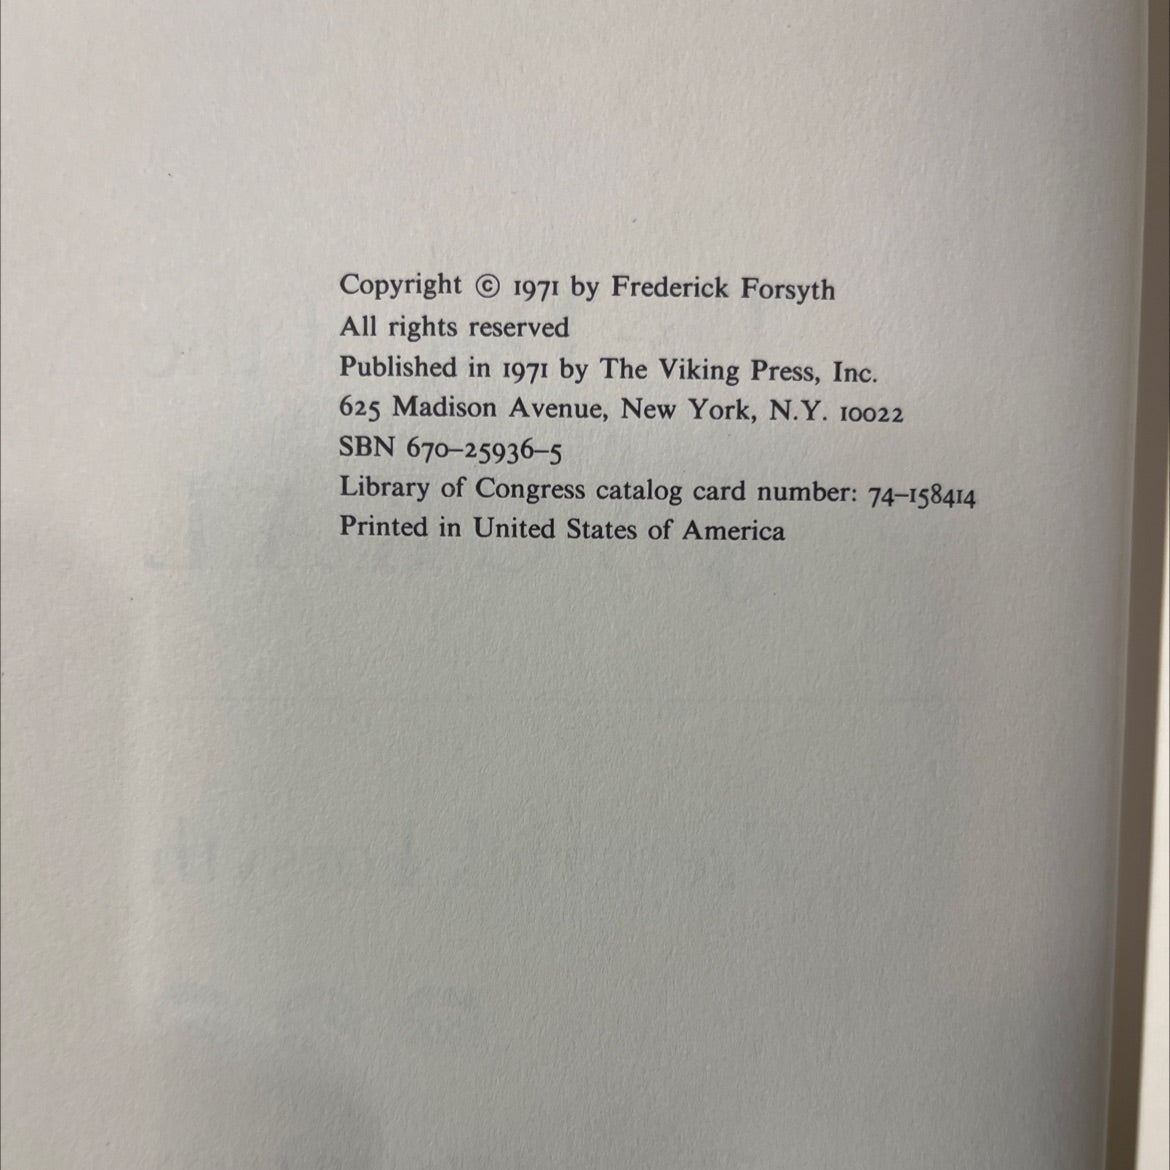 Copyright © 1971 by Frederick Forsyth
All rights reserved
Published in 1971 by The Viking Press, Inc.
625 Madison Avenue, New York, N.Y. 10022
SBN 670–25936–5
Library of Congress catalog card number: 74–158414
Printed in United States of America